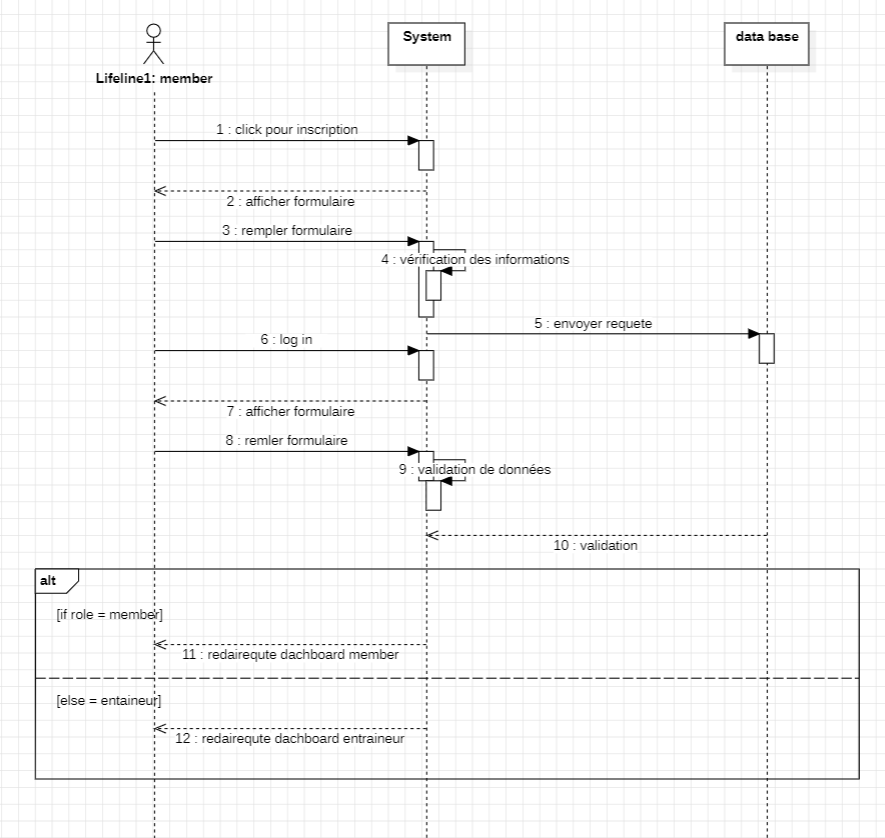 System
data base
Lifeline1: member
1 : click pour inscription
2 : afficher formulaire
3 : rempler formulaire
4 : vérification des informations
5 : envoyer requete
6 : log in
7 : afficher formulaire
8 : remler formulaire
9 : validation de données
10 : validation
alt
[if role = member]
11 : redairequte dachboard member
[else = entaineur]
12 : redairequte dachboard entraineur